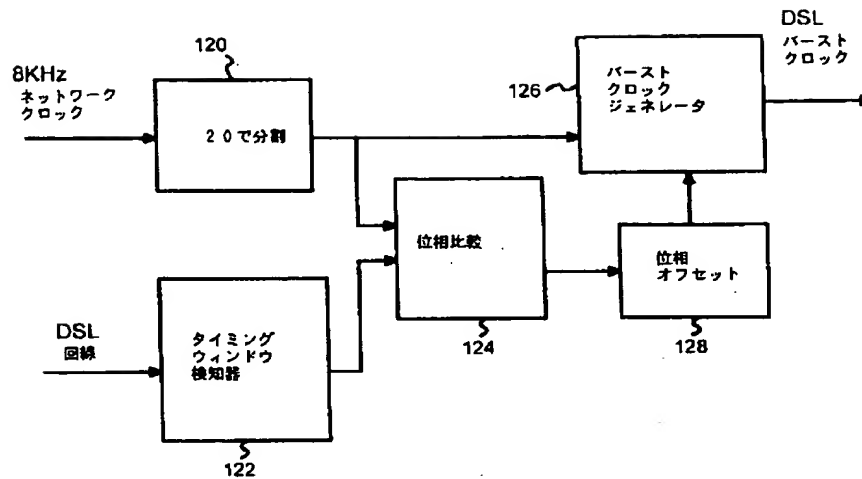 120
8KHz
ネットワーク
クロック
20で分割
126
バースト
クロック
ジェネレータ
DSL
バースト
クロック
位相比較
124
位相
オフセット
128
DSL
回線
タイミング
ウィンドウ
検知器
122